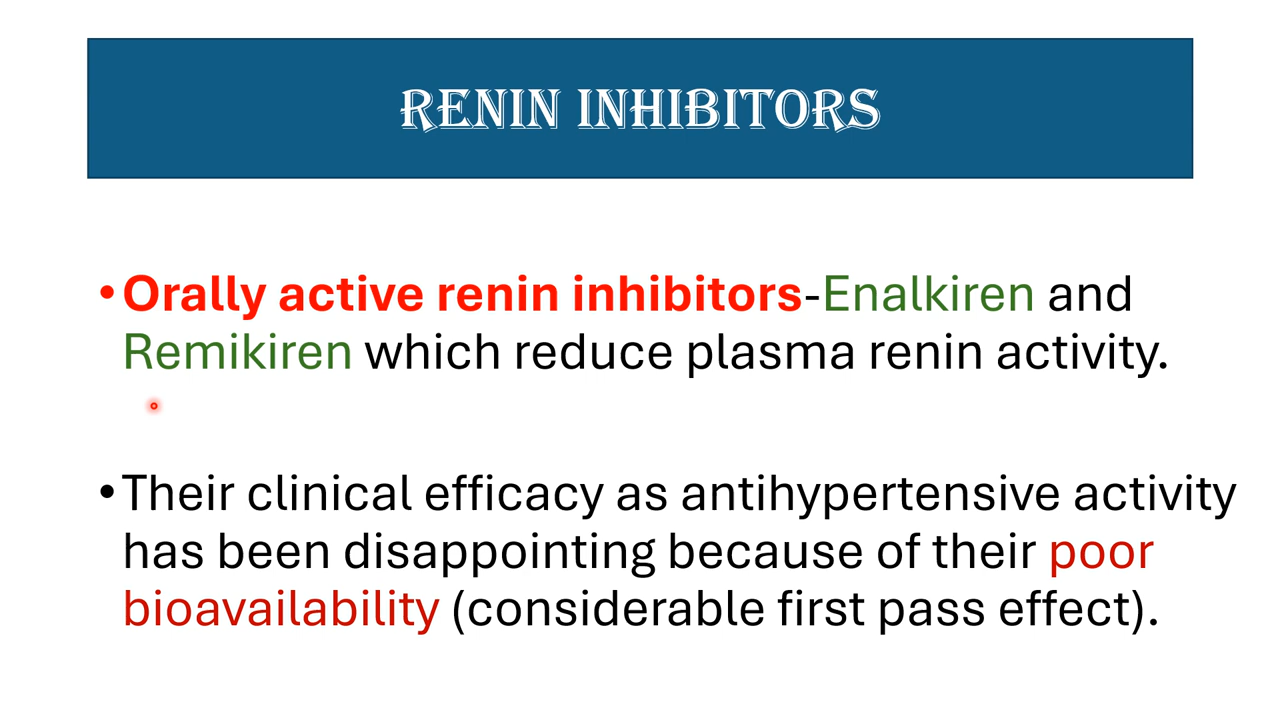 RENIN INHIBITORS
•Orally active renin inhibitors-Enalkiren and
Remikiren which reduce plasma renin activity.
•Their clinical efficacy as antihypertensive activity
has been disappointing because of their poor
bioavailability (considerable first pass effect).